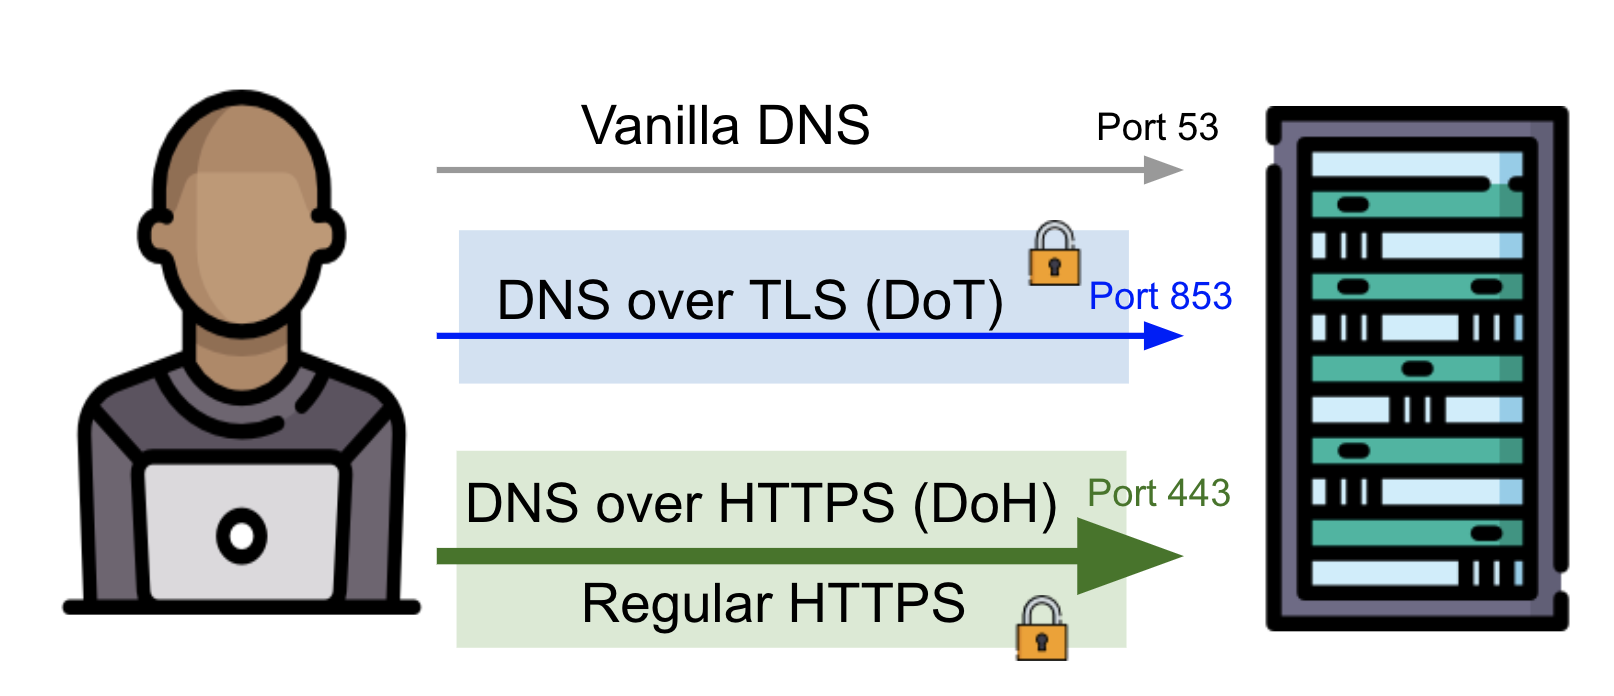 Vanilla DNS
Port 53
DNS over TLS (DoT)
Port 853
DNS over HTTPS (DoH)
Port 443
Regular HTTPS